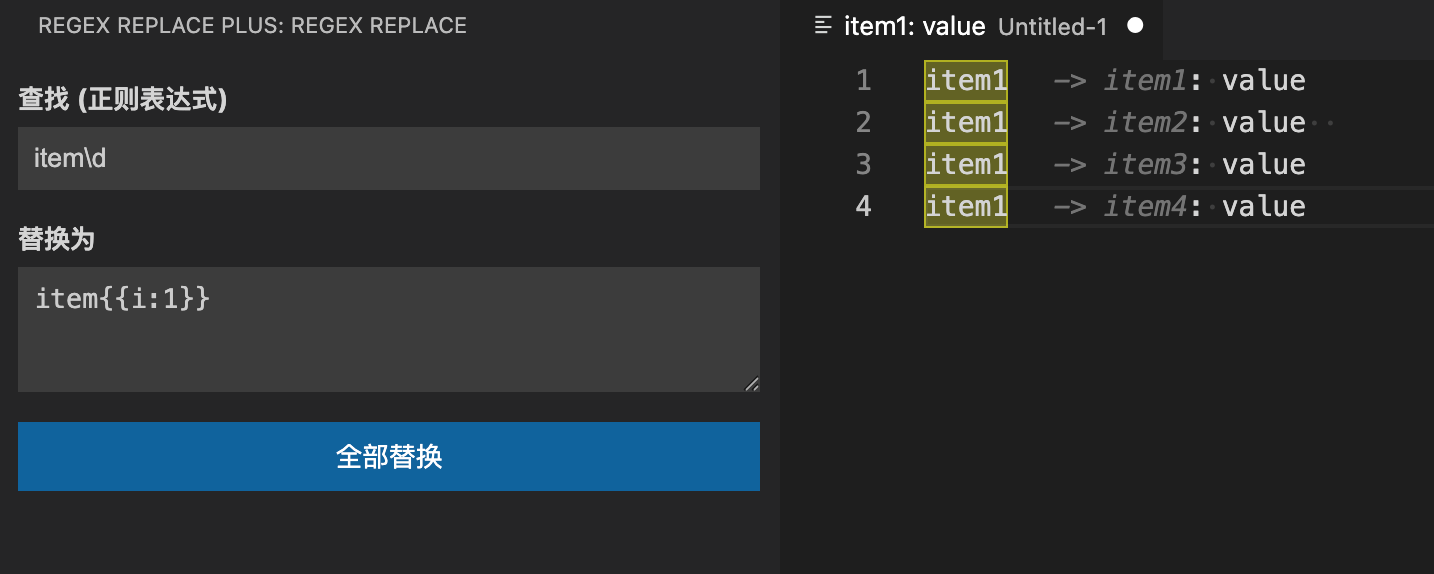 REGEX REPLACE PLUS: REGEX REPLACE
查找 (正则表达式)
item\d
替换为
item{{i:1}}
全部替换
item1: value Untitled-1
1 item1 -> item1: value
2 item1 -> item2: value
3 item1 -> item3: value
4 item1 -> item4: value